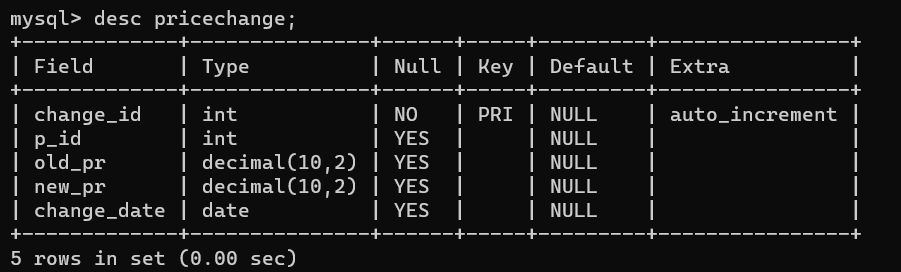 mysql> desc pricechange;
+-------------+---------------+------+-----+---------+----------------+
| Field       | Type          | Null | Key | Default | Extra          |
+-------------+---------------+------+-----+---------+----------------+
| change_id   | int           | NO   | PRI | NULL    | auto_increment |
| p_id        | int           | YES  |     | NULL    |                |
| old_pr      | decimal(10,2) | YES  |     | NULL    |                |
| new_pr      | decimal(10,2) | YES  |     | NULL    |                |
| change_date | date          | YES  |     | NULL    |                |
+-------------+---------------+------+-----+---------+----------------+
5 rows in set (0.00 sec)